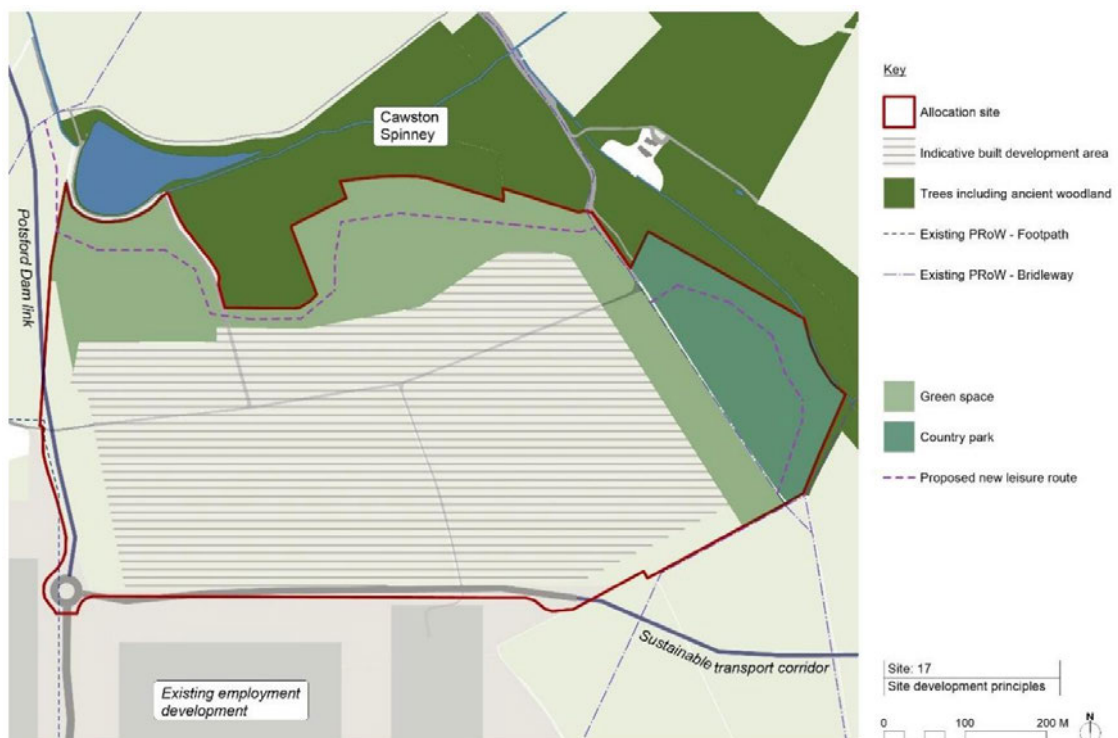 Cawston
Spinney
Potsford Dam link
Sustainable transport corridor
Existing employment
development
Key
Allocation site
Indicative built development area
Trees including ancient woodland
Existing PRoW - Footpath
Existing PRoW - Bridleway
Green space
Country park
Proposed new leisure route
Site: 17
Site development principles
0 100 200 M
N